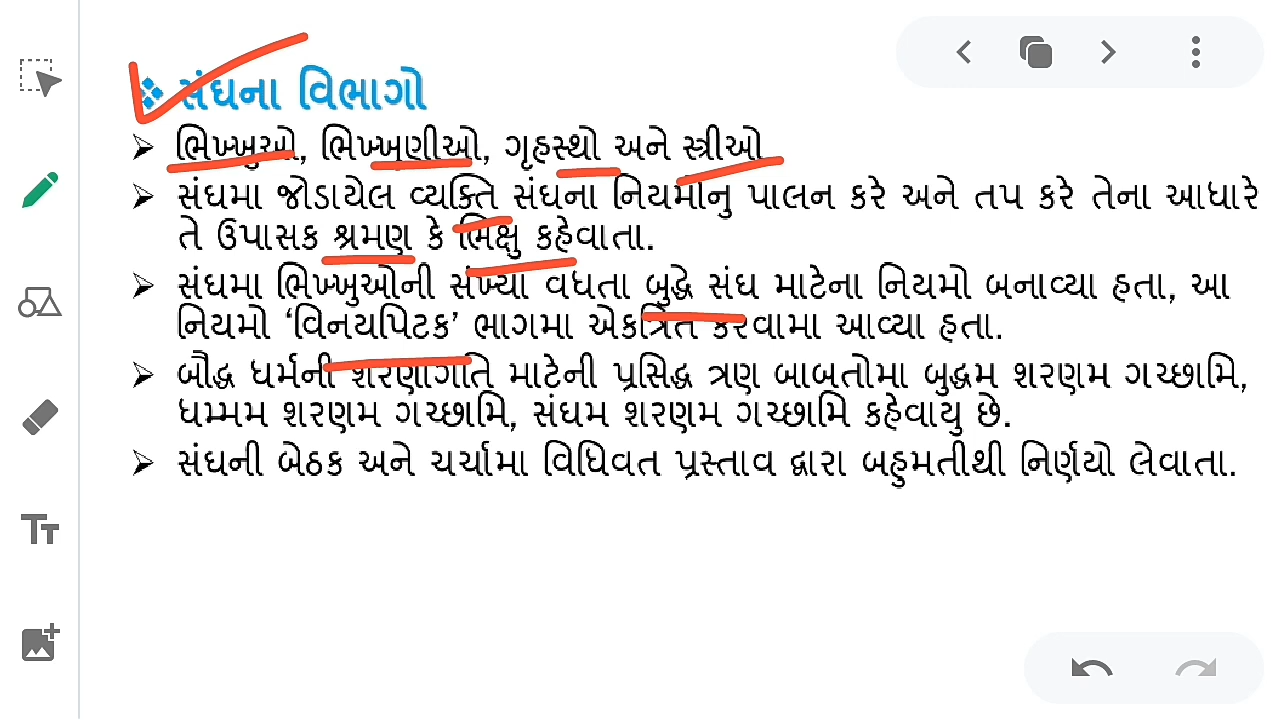 ❖ સંઘના વિભાગો
➢ ભિખ્ખુઓ, ભિખ્ખુણીઓ, ગૃહસ્થો અને સ્ત્રીઓ
➢ સંઘમા જોડાયેલ વ્યક્તિ સંઘના નિયમોનુ પાલન કરે અને તપ કરે તેના આધારે
તે ઉપાસક શ્રમણ કે ભિક્ષુ કહેવાતા.
➢ સંઘમા ભિખ્ખુઓની સંખ્યા વધતા બુદ્ધે સંઘ માટેના નિયમો બનાવ્યા હતા, આ
નિયમો ‘વિનયપિટક’ ભાગમા એકત્રિત કરવામા આવ્યા હતા.
➢ બૌદ્ધ ધર્મની શરણાગતિ માટેની પ્રસિદ્ધ ત્રણ બાબતોમા બુદ્ધમ શરણમ ગચ્છામિ,
ધમ્મમ શરણમ ગચ્છામિ, સંઘમ શરણમ ગચ્છામિ કહેવાયુ છે.
➢ સંઘની બેઠક અને ચર્ચામા વિધિવત પ્રસ્તાવ દ્વારા બહુમતીથી નિર્ણયો લેવાતા.